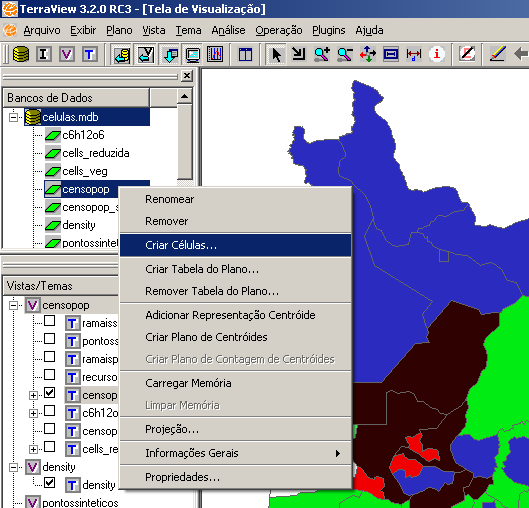 TerraView 3.2.0 RC3 - [Tela de Visualização]
Arquivo Exibir Plano Vista Tema Análise Operação Plugins Ajuda
I V T
i
Bancos de Dados
celulas.mdb
c6h12o6
cells_reduzida
cells_veg
censopop
censopop_s
density
pontossintetic
Renomear
Remover
Criar Células...
Criar Tabela do Plano...
Remover Tabela do Plano...
Adicionar Representação Centróide
Criar Plano de Centróides
Criar Plano de Contagem de Centróides
Carregar Memória
Limpar Memória
Projeção...
Informações Gerais
Propriedades...
Vistas/Temas
V censopop
T ramaiss
T pontoss
T ramaisp
T recurso
T censop
T c6h12o
T censop
T cells_re
V density
T density
V pontossinteticos